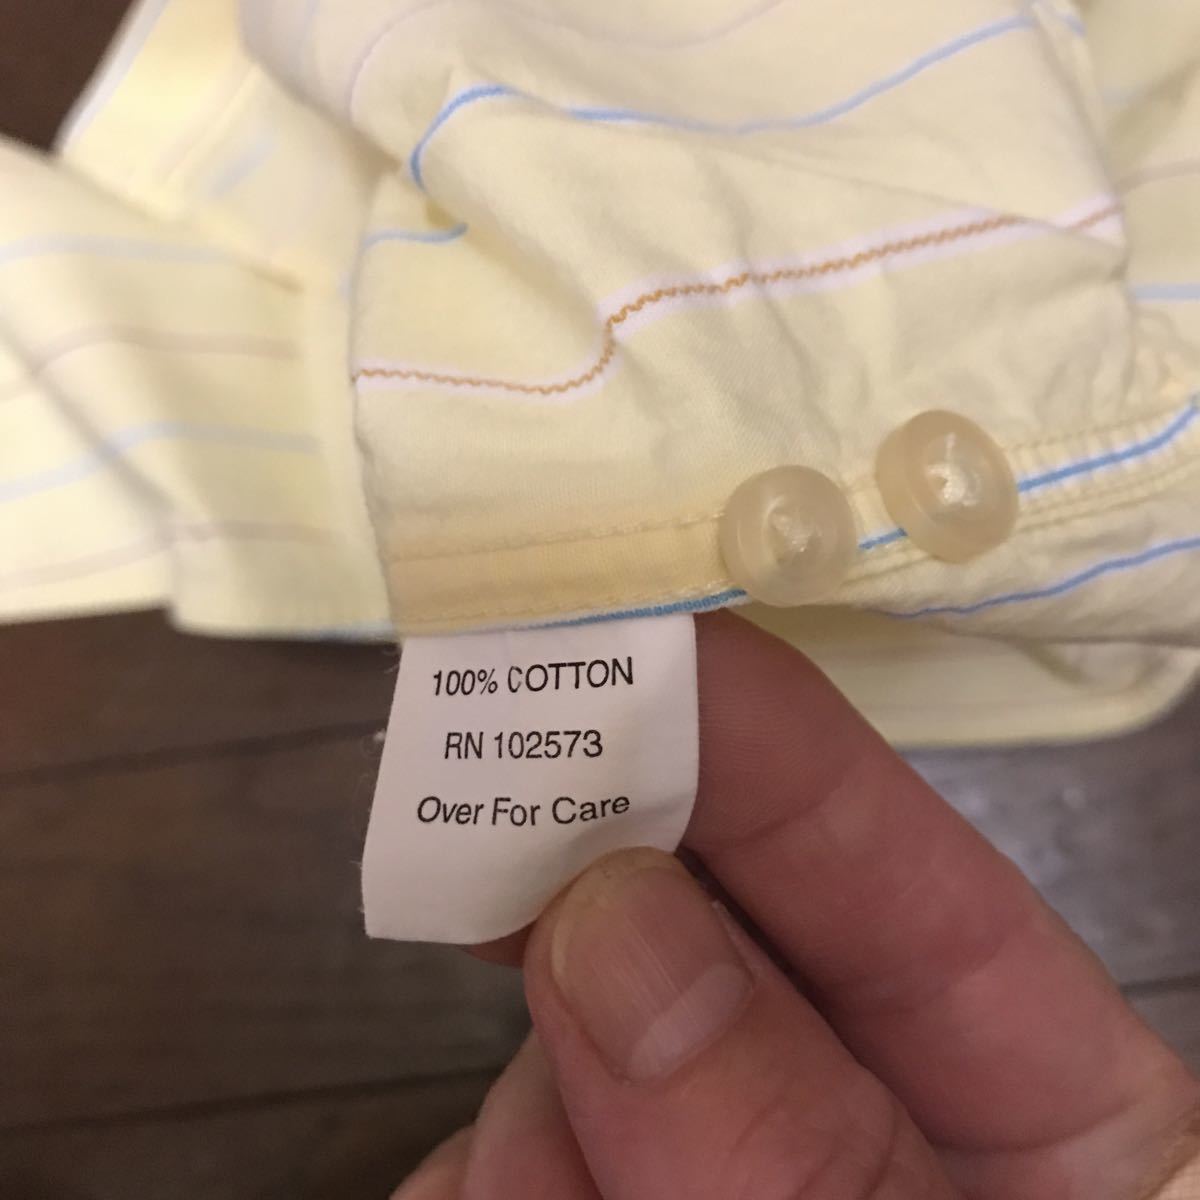 100% COTTON
RN 102573
Over For Care